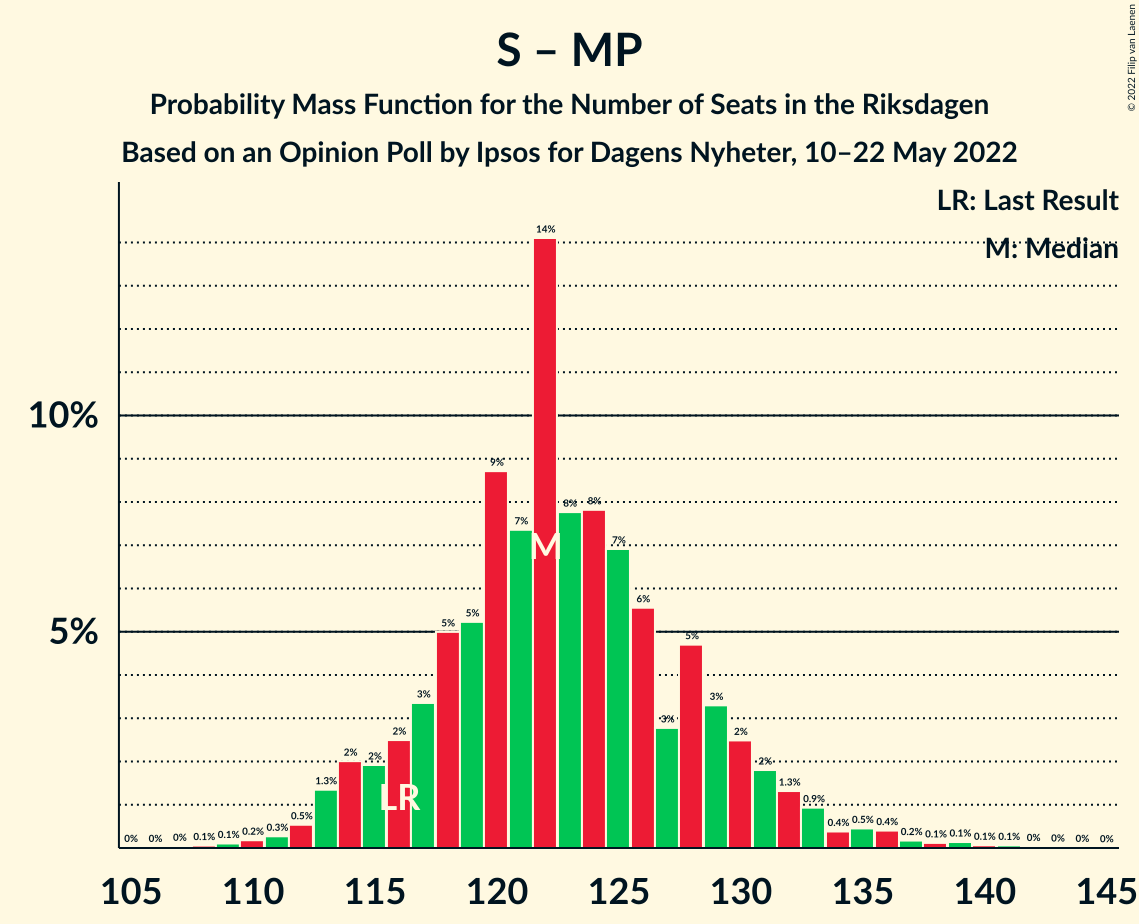 S – MP
Probability Mass Function for the Number of Seats in the Riksdagen
Based on an Opinion Poll by Ipsos for Dagens Nyheter, 10–22 May 2022
© 2022 Filip van Laenen
LR: Last Result
M: Median
10%
5%
0% 0% 0% 0.1% 0.1% 0.2% 0.3% 0.5% 1.3% 2% 2% 2% 3% 5% 5% 9% 7% 14% 8% 8% 7% 6% 3% 5% 3% 2% 2% 1.3% 0.9% 0.4% 0.5% 0.4% 0.2% 0.1% 0.1% 0.1% 0.1% 0% 0% 0% 0%
M
LR
105 110 115 120 125 130 135 140 145